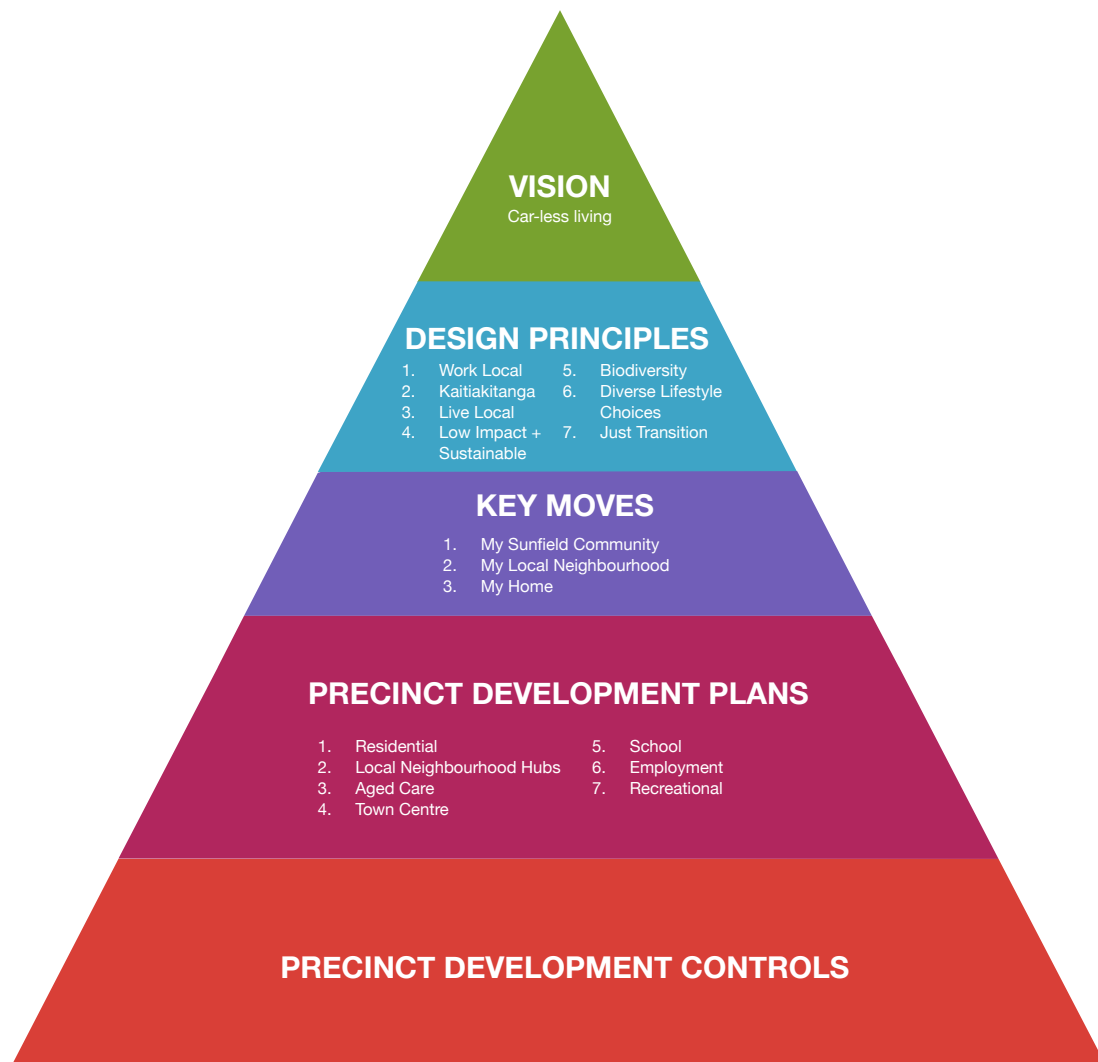 VISION
Car-less living
DESIGN PRINCIPLES
1. Work Local
2. Kaitiakitanga
3. Live Local
4. Low Impact +
Sustainable
5. Biodiversity
6. Diverse Lifestyle
Choices
7. Just Transition
KEY MOVES
1. My Sunfield Community
2. My Local Neighbourhood
3. My Home
PRECINCT DEVELOPMENT PLANS
1. Residential
2. Local Neighbourhood Hubs
3. Aged Care
4. Town Centre
5. School
6. Employment
7. Recreational
PRECINCT DEVELOPMENT CONTROLS